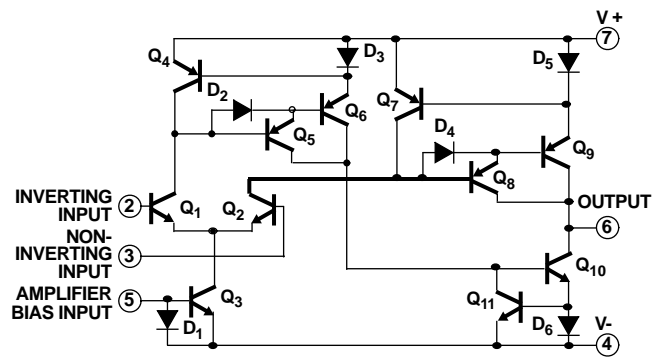 V +
7
Q4
D3
D5
D2
Q6
Q7
Q5
D4
Q9
Q8
INVERTING
INPUT
2
Q1
Q2
OUTPUT
NON-
INVERTING
INPUT
3
6
AMPLIFIER
BIAS INPUT
5
Q3
Q10
Q11
D1
D6
V-
4